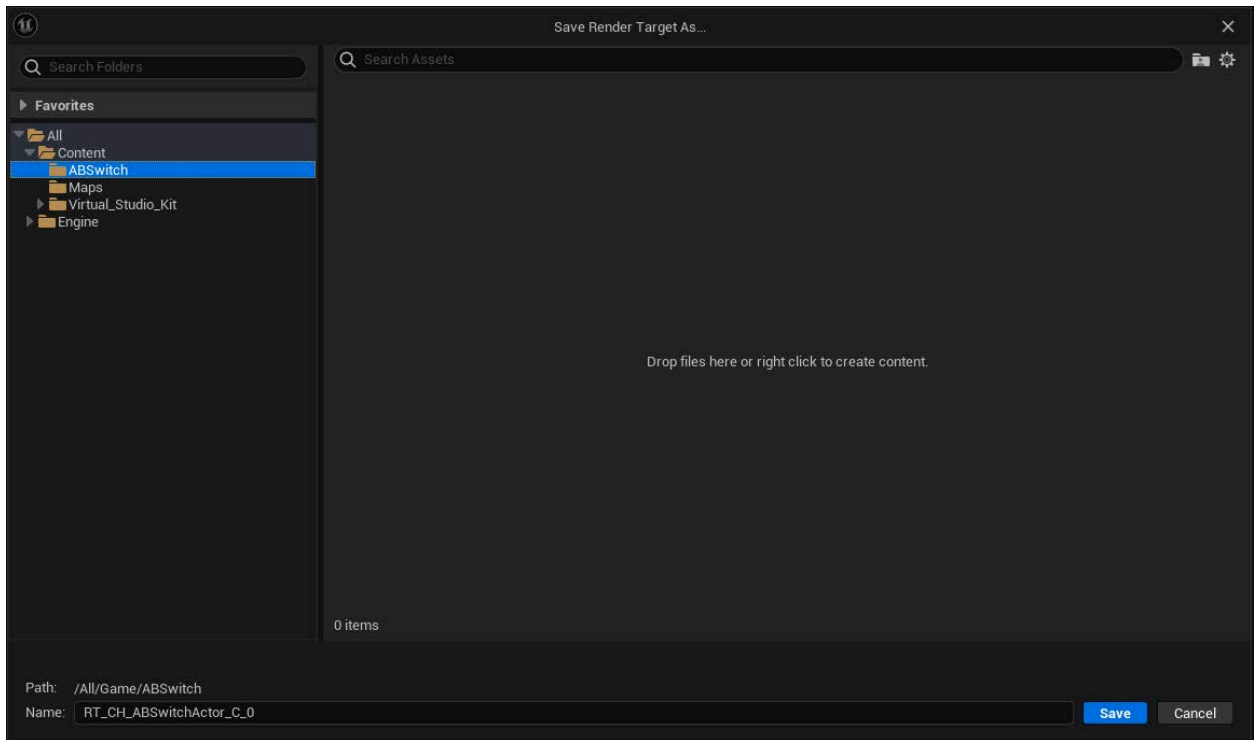 Save Render Target As...
Search Folders
Search Assets
Favorites
All
Content
ABSwitch
Maps
Virtual_Studio_Kit
Engine
Drop files here or right click to create content.
0 items
Path: /All/Game/ABSwitch
Name: RT_CH_ABSwitchActor_C_0
Save Cancel